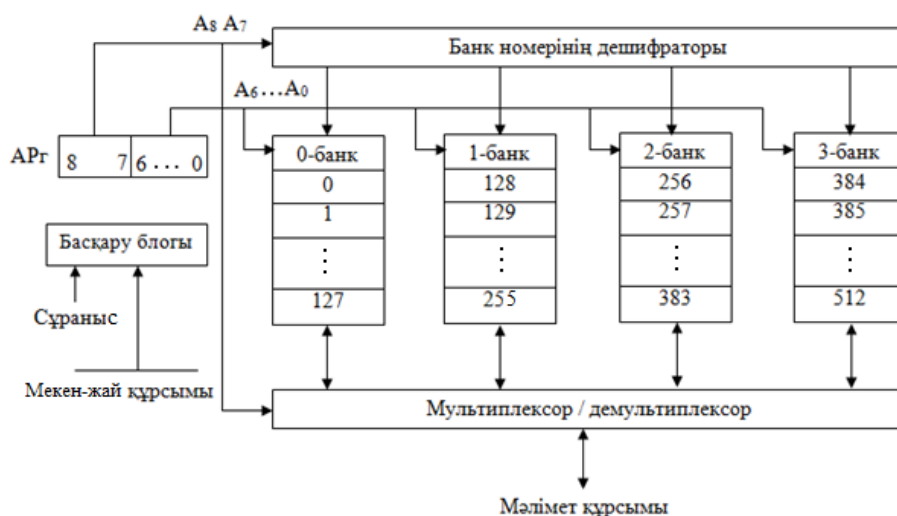 A₈ A₇
Банк номерінің дешифраторы
A₆...A₀
АРг
8 7 6 ... 0
0-банк 1-банк 2-банк 3-банк
0 128 256 384
1 129 257 385
⋮ ⋮ ⋮ ⋮
127 255 383 512
Басқару блогы
Сұраныс
Мекен-жай құрсымы
Мультиплексор / демультиплексор
Мәлімет құрсымы